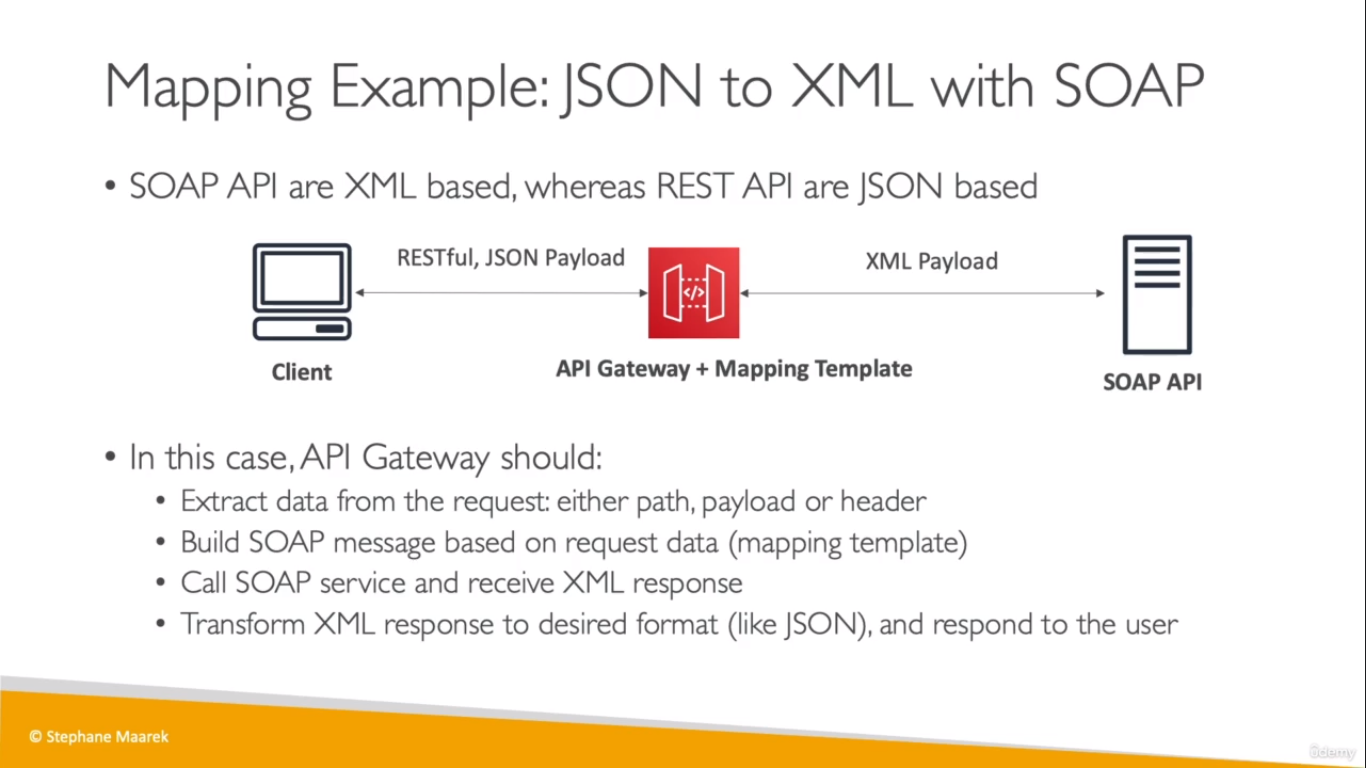 Mapping Example: JSON to XML with SOAP
• SOAP API are XML based, whereas REST API are JSON based
RESTful, JSON Payload
XML Payload
</>
Client
API Gateway + Mapping Template
SOAP API
• In this case, API Gateway should:
• Extract data from the request: either path, payload or header
• Build SOAP message based on request data (mapping template)
• Call SOAP service and receive XML response
• Transform XML response to desired format (like JSON), and respond to the user
© Stephane Maarek
ûdemy